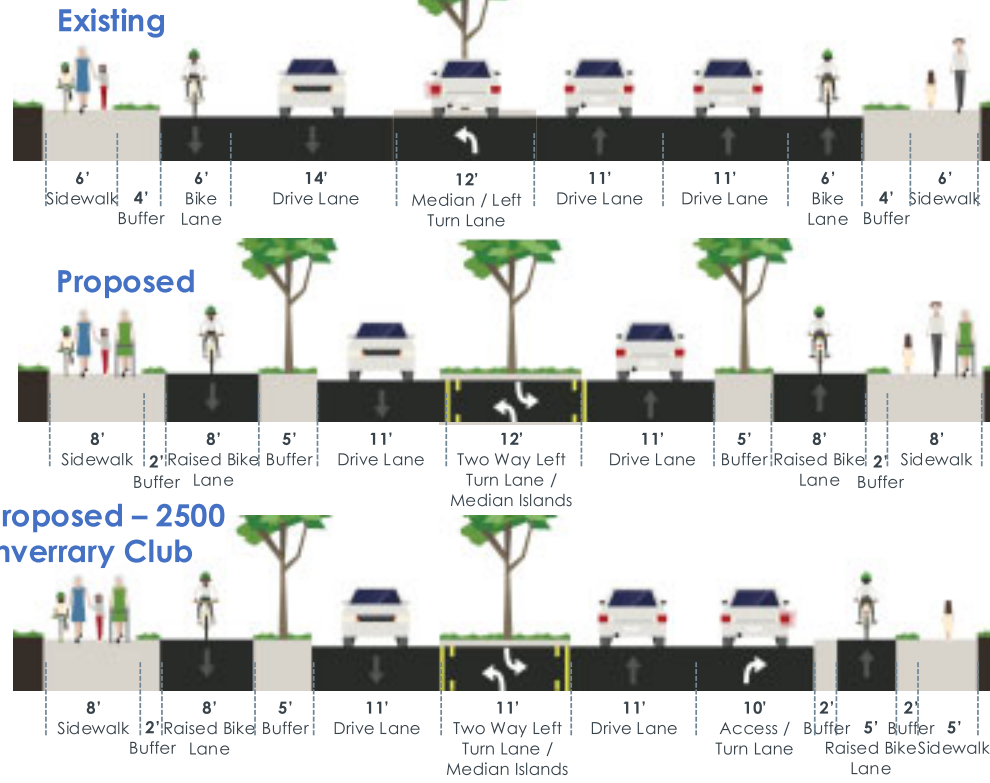 Existing
6' 4' 6' 14' 12' 11' 11' 6' 4' 6'
Sidewalk Buffer Bike Drive Lane Median / Left Drive Lane Drive Lane Bike Buffer Sidewalk
Lane Turn Lane Lane
Proposed
8' 2' 8' 5' 11' 12' 11' 5' 8' 2' 8'
Sidewalk Buffer Raised Bike Buffer Drive Lane Two Way Left Drive Lane Buffer Raised Bike Buffer Sidewalk
Lane Turn Lane / Lane
Median Islands
roposed – 2500
nverrary Club
8' 2' 8' 5' 11' 11' 11' 10' 2' 5' 2' 5'
Sidewalk Buffer Raised Bike Buffer Drive Lane Two Way Left Drive Lane Access / Buffer Raised Bike Buffer Sidewalk
Lane Turn Lane / Turn Lane Lane
Median Islands